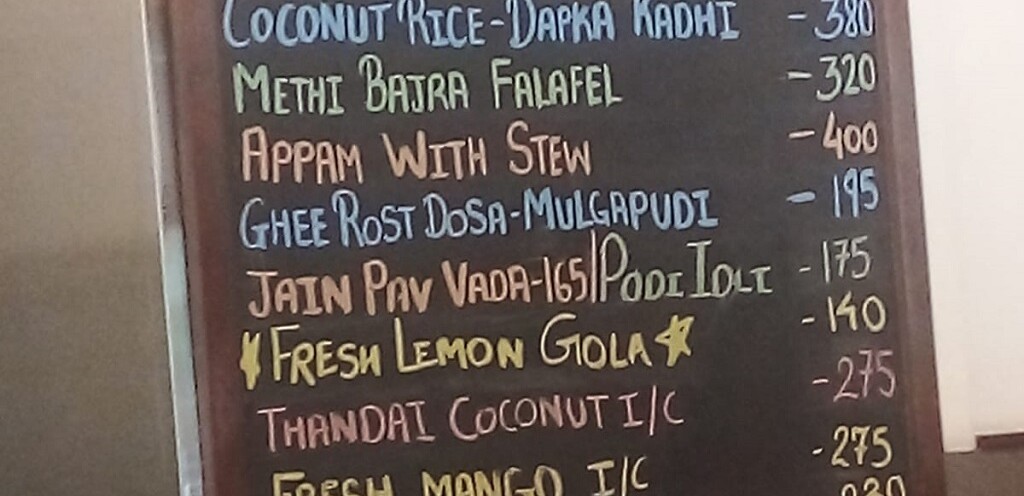 COCONUT RICE-DAPKA KADHI - 380
METHI BAJRA FALAFEL - 320
APPAM WITH STEW - 400
GHEE ROST DOSA-MULGAPUDI - 195
JAIN PAV VADA-165/PODI IDLI - 175
FRESH LEMON GOLA - 140
THANDAI COCONUT I/C - 275
FRESH MANGO I/C - 275